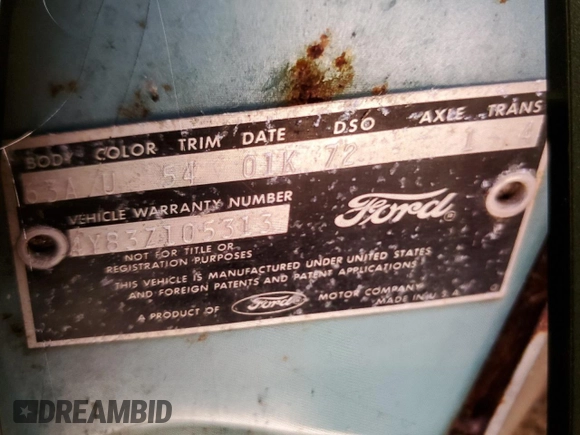 BODY COLOR TRIM DATE DSO AXLE TRANS
63A U 54 01K 72 1
VEHICLE WARRANTY NUMBER
Y83Z105313
Ford
NOT FOR TITLE OR
REGISTRATION PURPOSES
THIS VEHICLE IS MANUFACTURED UNDER UNITED STATES
AND FOREIGN PATENTS AND PATENT APPLICATIONS
A PRODUCT OF Ford MOTOR COMPANY
MADE IN U.S.A.
DREAMBID